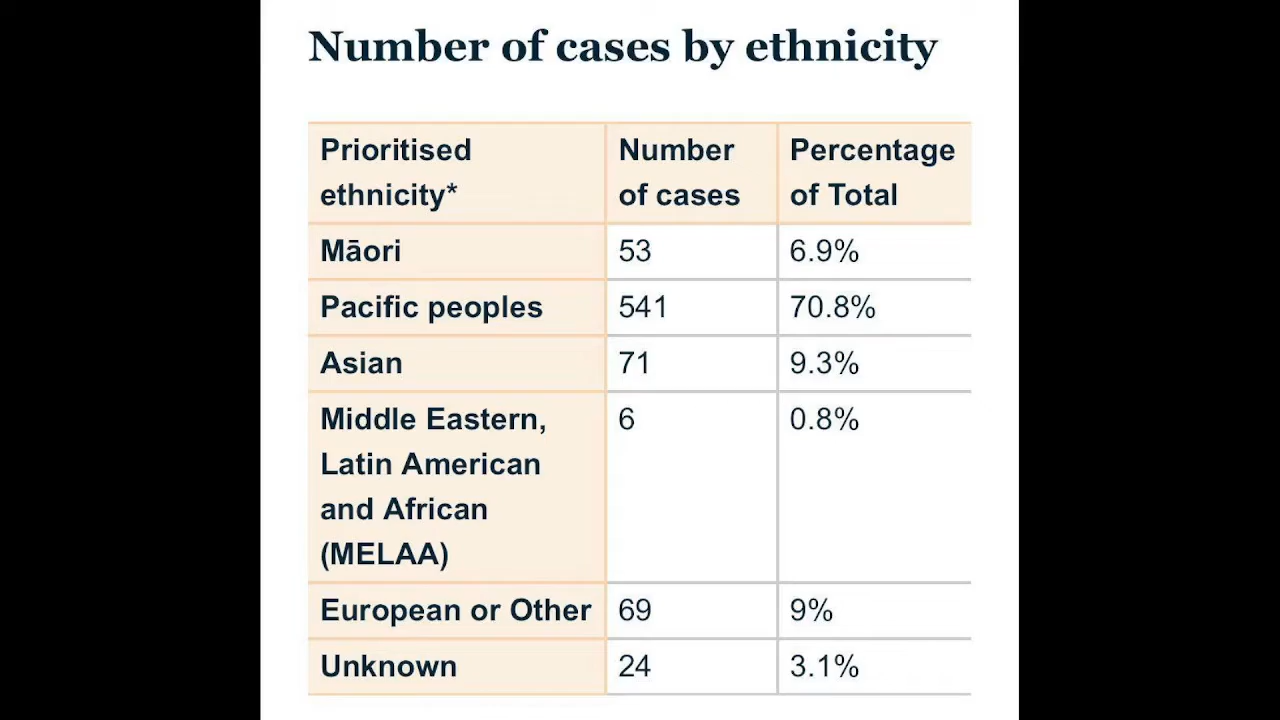 Number of cases by ethnicity
Prioritised Number Percentage
ethnicity* of cases of Total
Māori 53 6.9%
Pacific peoples 541 70.8%
Asian 71 9.3%
Middle Eastern, 6 0.8%
Latin American
and African
(MELAA)
European or Other 69 9%
Unknown 24 3.1%